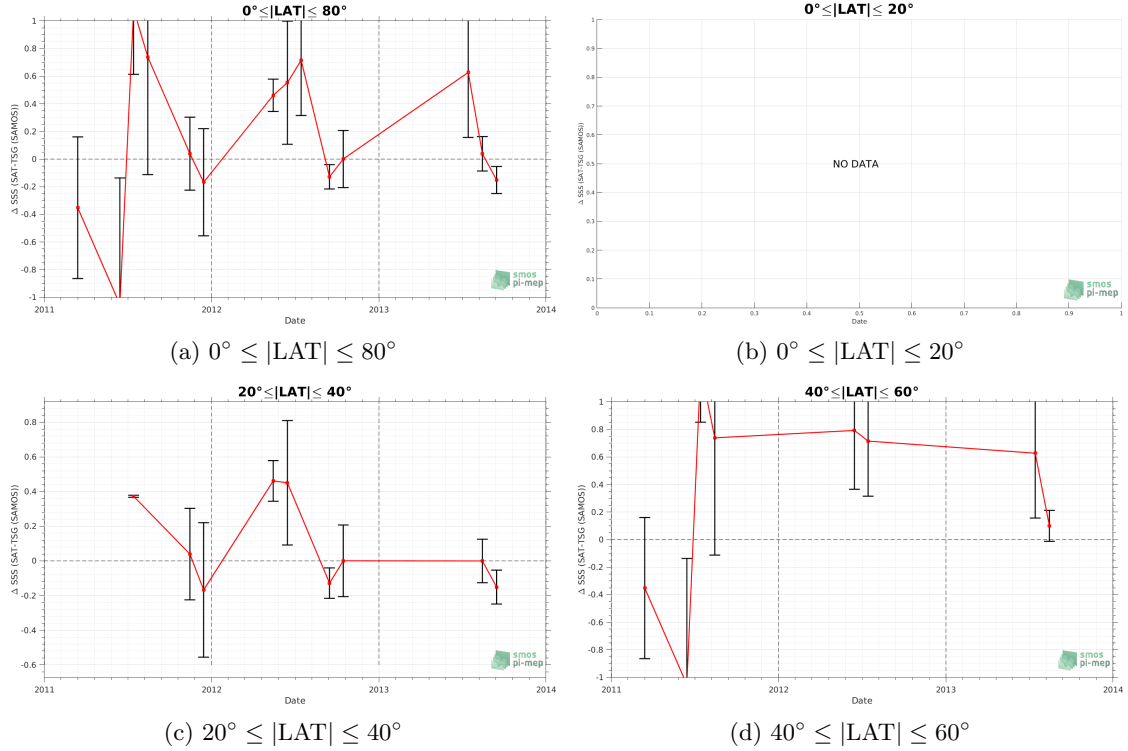 0°≤|LAT|≤ 80°
1
0.8
0.6
0.4
0.2
0
-0.2
-0.4
-0.6
-0.8
-1
Δ SSS (SAT-TSG (SAMOS))
2011
2012
2013
2014
Date
smos
pi-mep
(a) 0° ≤ |LAT| ≤ 80°
0°≤|LAT|≤ 20°
1
0.9
0.8
0.7
0.6
0.5
0.4
0.3
0.2
0.1
0
Δ SSS (SAT-TSG (SAMOS))
NO DATA
0
0.1
0.2
0.3
0.4
0.5
0.6
0.7
0.8
0.9
1
Date
smos
pi-mep
(b) 0° ≤ |LAT| ≤ 20°
20°≤|LAT|≤ 40°
0.8
0.6
0.4
0.2
0
-0.2
-0.4
-0.6
Δ SSS (SAT-TSG (SAMOS))
2011
2012
2013
2014
Date
smos
pi-mep
(c) 20° ≤ |LAT| ≤ 40°
40°≤|LAT|≤ 60°
1
0.8
0.6
0.4
0.2
0
-0.2
-0.4
-0.6
-0.8
-1
Δ SSS (SAT-TSG (SAMOS))
2011
2012
2013
2014
Date
smos
pi-mep
(d) 40° ≤ |LAT| ≤ 60°